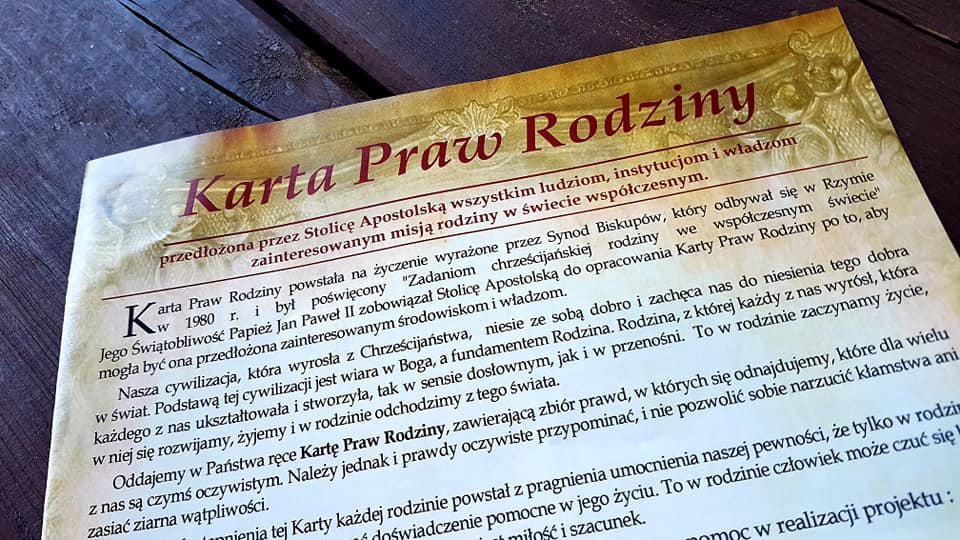 Karta Praw Rodziny
przedłożona przez Stolicę Apostolską wszystkim ludziom, instytucjom i władzom
zainteresowanym misją rodziny w świecie współczesnym.
Karta Praw Rodziny powstała na życzenie wyrażone przez Synod Biskupów, który odbywał się w Rzymie
w 1980 r. i był poświęcony "Zadaniom chrześcijańskiej rodziny we współczesnym świecie"
Jego Świątobliwość Papież Jan Paweł II zobowiązał Stolicę Apostolską do opracowania Karty Praw Rodziny po to, aby
mogła być ona przedłożona zainteresowanym środowiskom i władzom.
Nasza cywilizacja, która wyrosła z Chrześcijaństwa, niesie ze sobą dobro i zachęca nas do niesienia tego dobra
w świat. Podstawą tej cywilizacji jest wiara w Boga, a fundamentem Rodzina. Rodzina, z której każdy z nas wyrósł, która
każdego z nas ukształtowała i stworzyła, tak w sensie dosłownym, jak i w przenośni. To w rodzinie zaczynamy życie,
w niej się rozwijamy, żyjemy i w rodzinie odchodzimy z tego świata.
Oddajemy w Państwa ręce Kartę Praw Rodziny, zawierającą zbiór prawd, w których się odnajdujemy, które dla wielu
z nas są czymś oczywistym. Należy jednak i prawdy oczywiste przypominać, i nie pozwolić sobie narzucić kłamstwa ani
zasiać ziarna wątpliwości.
tej Karty każdej rodzinie powstał z pragnienia umocnienia naszej pewności, że tylko w
doświadczenie pomocne w jego życiu. To w rodzinie człowiek może czuć się
miłość i szacunek.
pomoc w realizacji projektu :